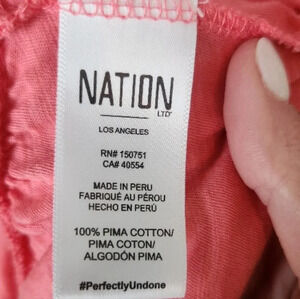 NATION
LTD
LOS ANGELES
RN# 150751
CA# 40554
MADE IN PERU
FABRIQUÉ AU PÉROU
HECHO EN PERÚ
100% PIMA COTTON/
PIMA COTON/
ALGODÓN PIMA
#PerfectlyUndone